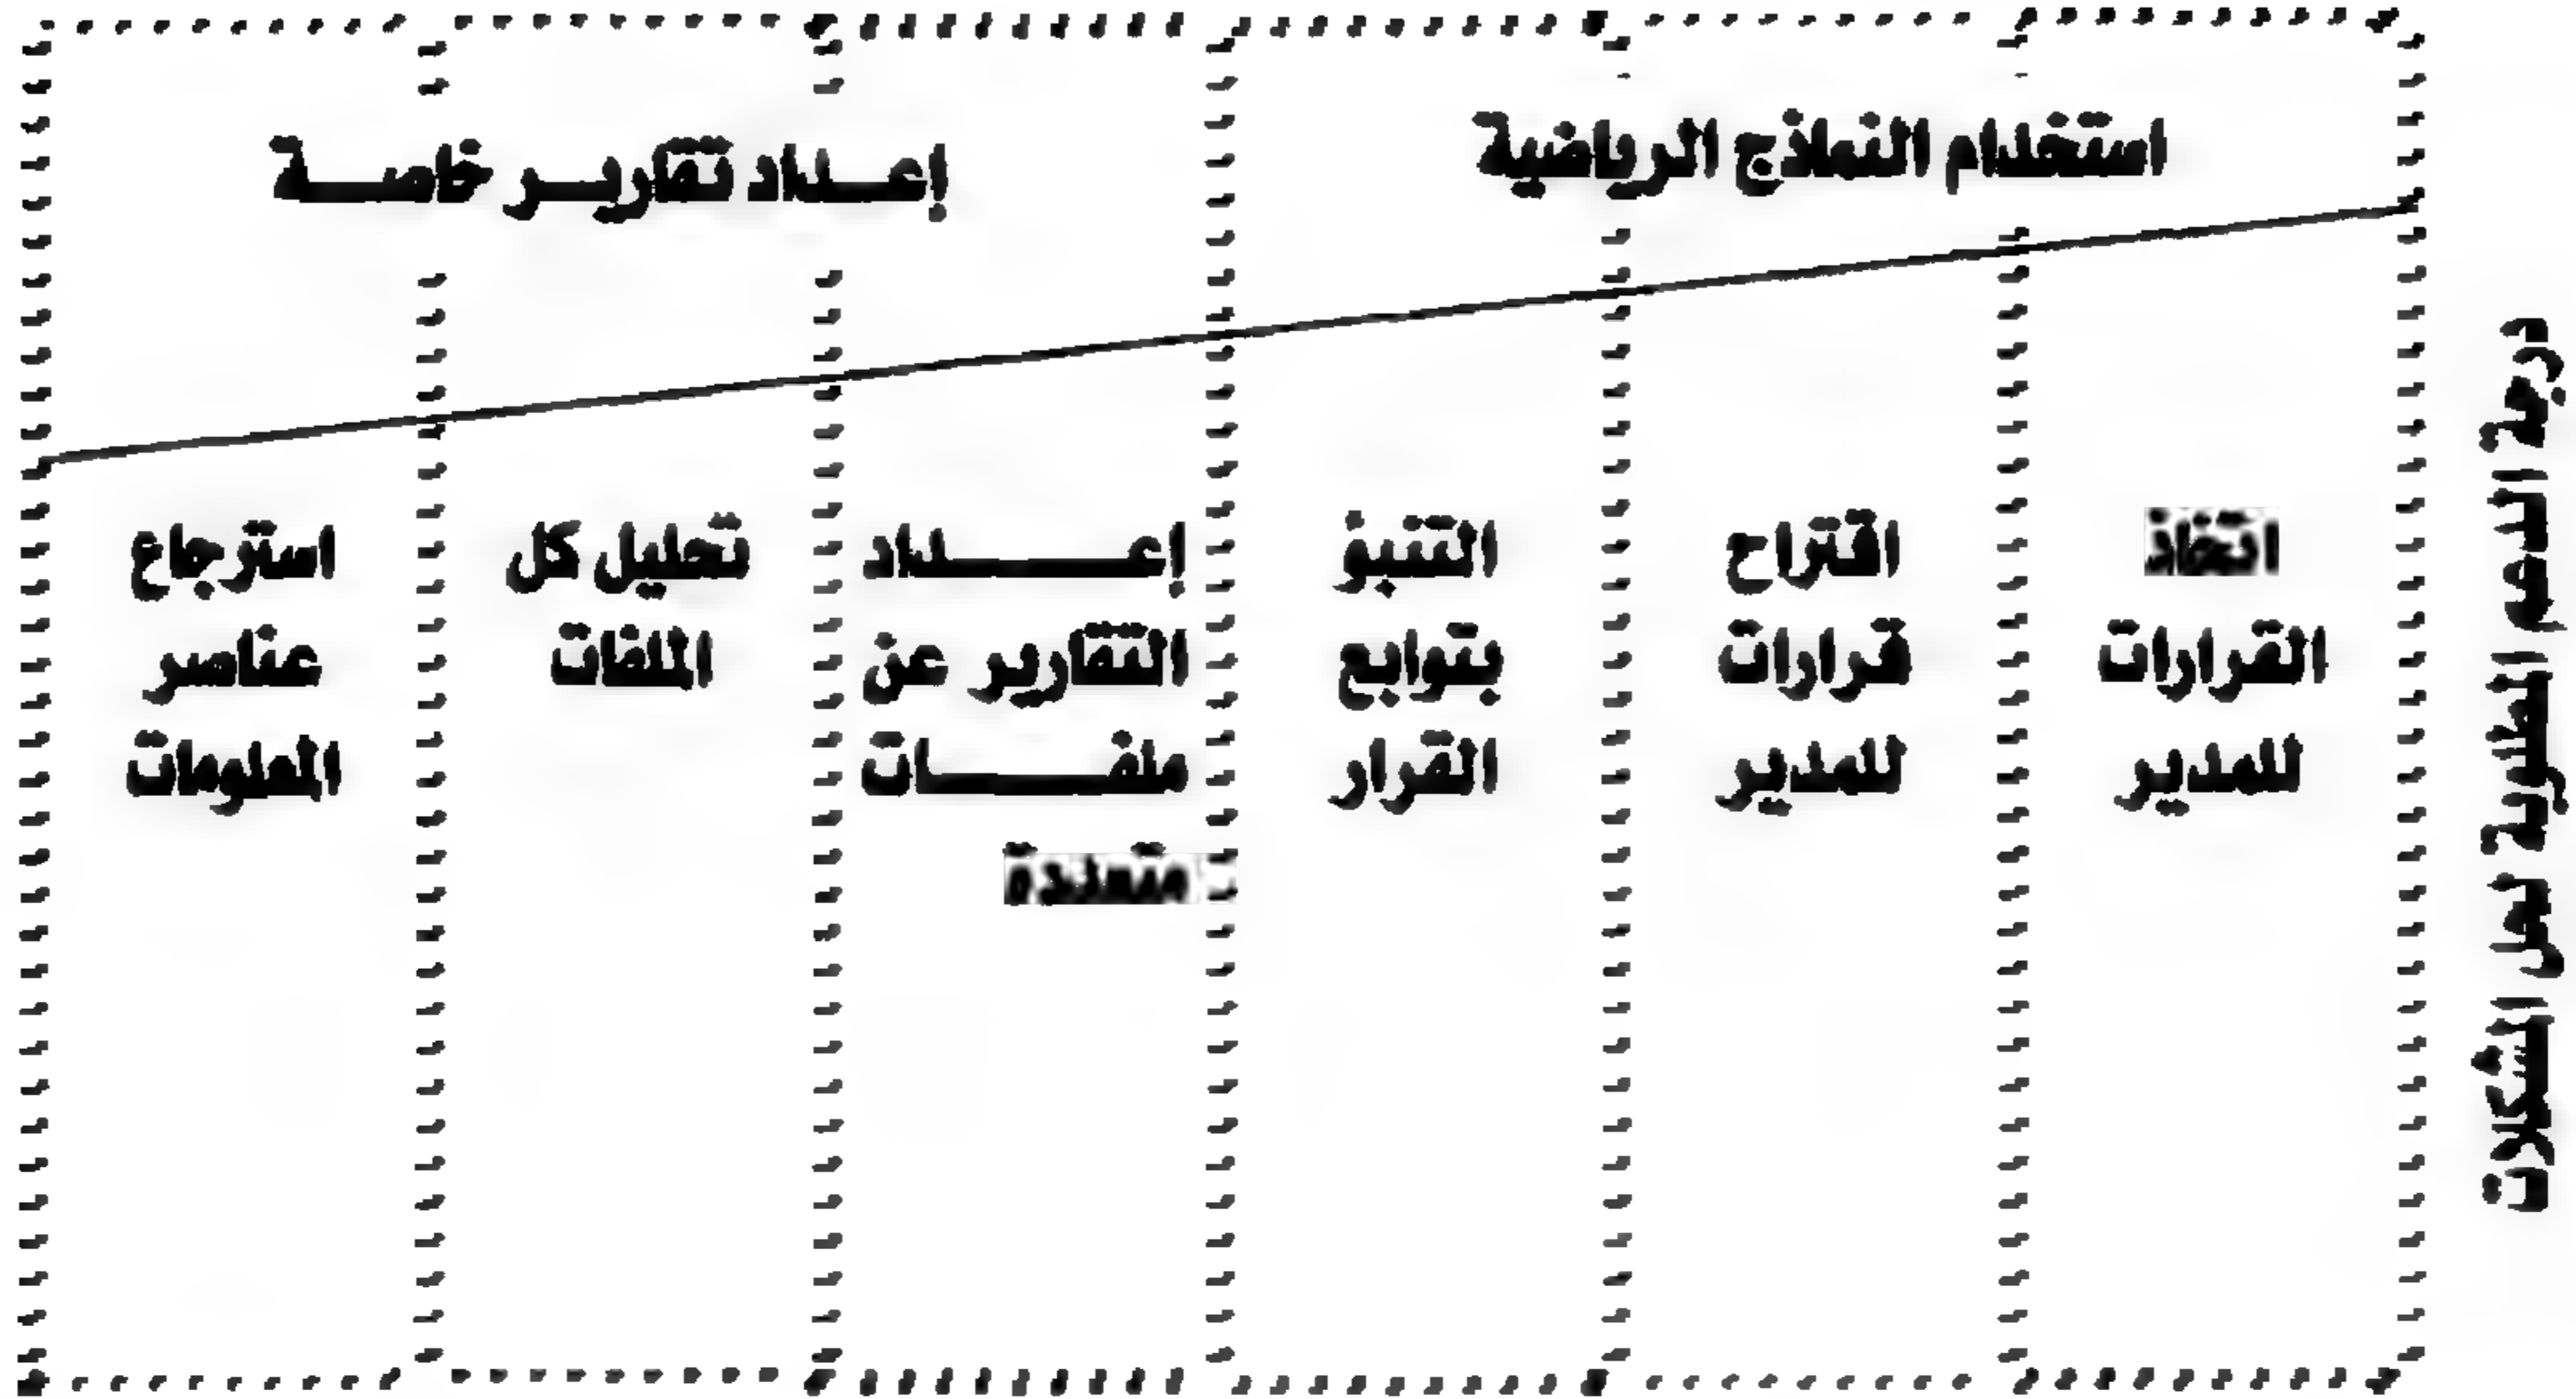 استخدام النماذج الرياضية
إعداد تقارير خاصة
اتخاذ
القرارات
للمدير
اقتراح
قرارات
للمدير
التنبؤ
بتوابع
القرار
إعداد
التقارير عن
ملفات
متعددة
تحليل كل
الملفات
استرجاع
عناصر
المعلومات
درجة الدعم المطلوبة لحل المشكلات